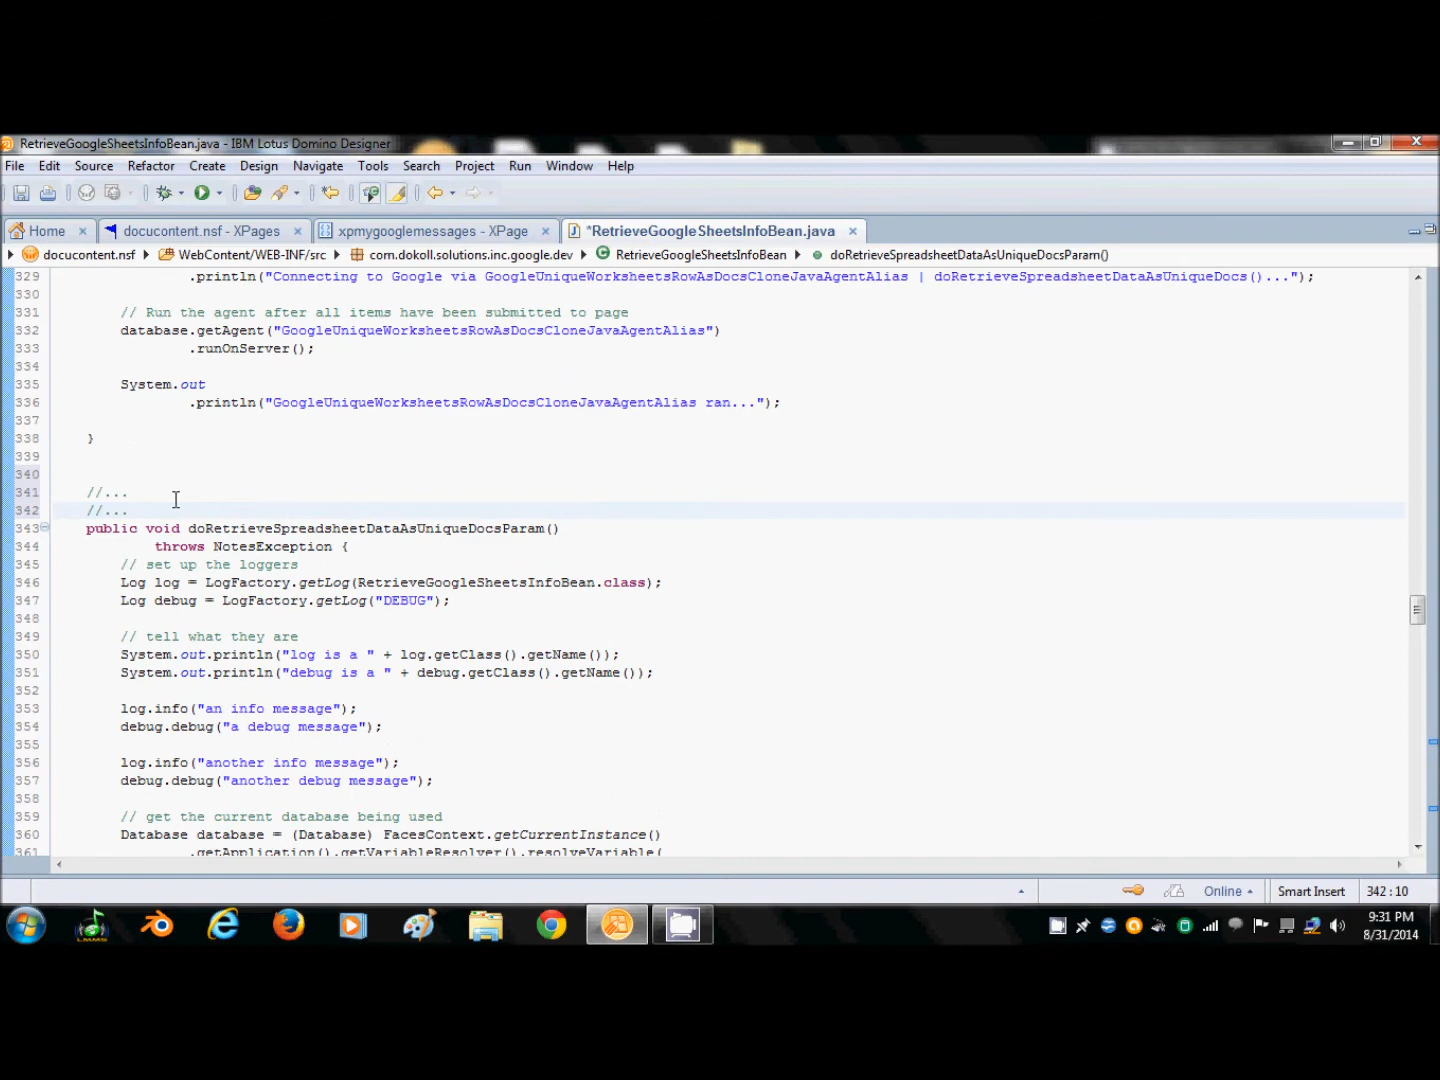 RetrieveGoogleSheetsInfoBean.java - IBM Lotus Domino Designer
File Edit Source Refactor Create Design Navigate Tools Search Project Run Window Help
Home docucontent.nsf - XPages xpmygooglemessages - XPage *RetrieveGoogleSheetsInfoBean.java
docucontent.nsf WebContent/WEB-INF/src com.dokoll.solutions.inc.google.dev RetrieveGoogleSheetsInfoBean doRetrieveSpreadsheetDataAsUniqueDocsParam()
329 .println("Connecting to Google via GoogleUniqueWorksheetsRowAsDocsCloneJavaAgentAlias | doRetrieveSpreadsheetDataAsUniqueDocs()...");
330
331 // Run the agent after all items have been submitted to page
332 database.getAgent("GoogleUniqueWorksheetsRowAsDocsCloneJavaAgentAlias")
333 .runOnServer();
334
335 System.out
336 .println("GoogleUniqueWorksheetsRowAsDocsCloneJavaAgentAlias ran...");
337
338 }
339
340
341 //...
342 //...
343 public void doRetrieveSpreadsheetDataAsUniqueDocsParam()
344 throws NotesException {
345 // set up the loggers
346 Log log = LogFactory.getLog(RetrieveGoogleSheetsInfoBean.class);
347 Log debug = LogFactory.getLog("DEBUG");
348
349 // tell what they are
350 System.out.println("log is a " + log.getClass().getName());
351 System.out.println("debug is a " + debug.getClass().getName());
352
353 log.info("an info message");
354 debug.debug("a debug message");
355
356 log.info("another info message");
357 debug.debug("another debug message");
358
359 // get the current database being used
360 Database database = (Database) FacesContext.getCurrentInstance()
361 .getApplication().getVariableResolver().resolveVariable(
Online Smart Insert 342 : 10
LMMS
9:31 PM
8/31/2014